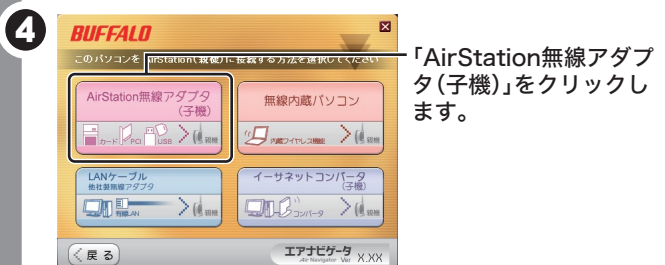 4
BUFFALO
このパソコンをAirStation(親機)に接続する方法を選択してください
AirStation無線アダプタ
(子機)
カード PCI USB 親機
無線内蔵パソコン
内蔵ワイヤレス機能 親機
LANケーブル
他社製無線アダプタ
有線LAN 親機
イーサネットコンバータ
(子機)
コンバータ 親機
戻る
エアナビゲータ
Air Navigator Ver X.XX
「AirStation無線アダプ
タ(子機)」をクリックし
ます。